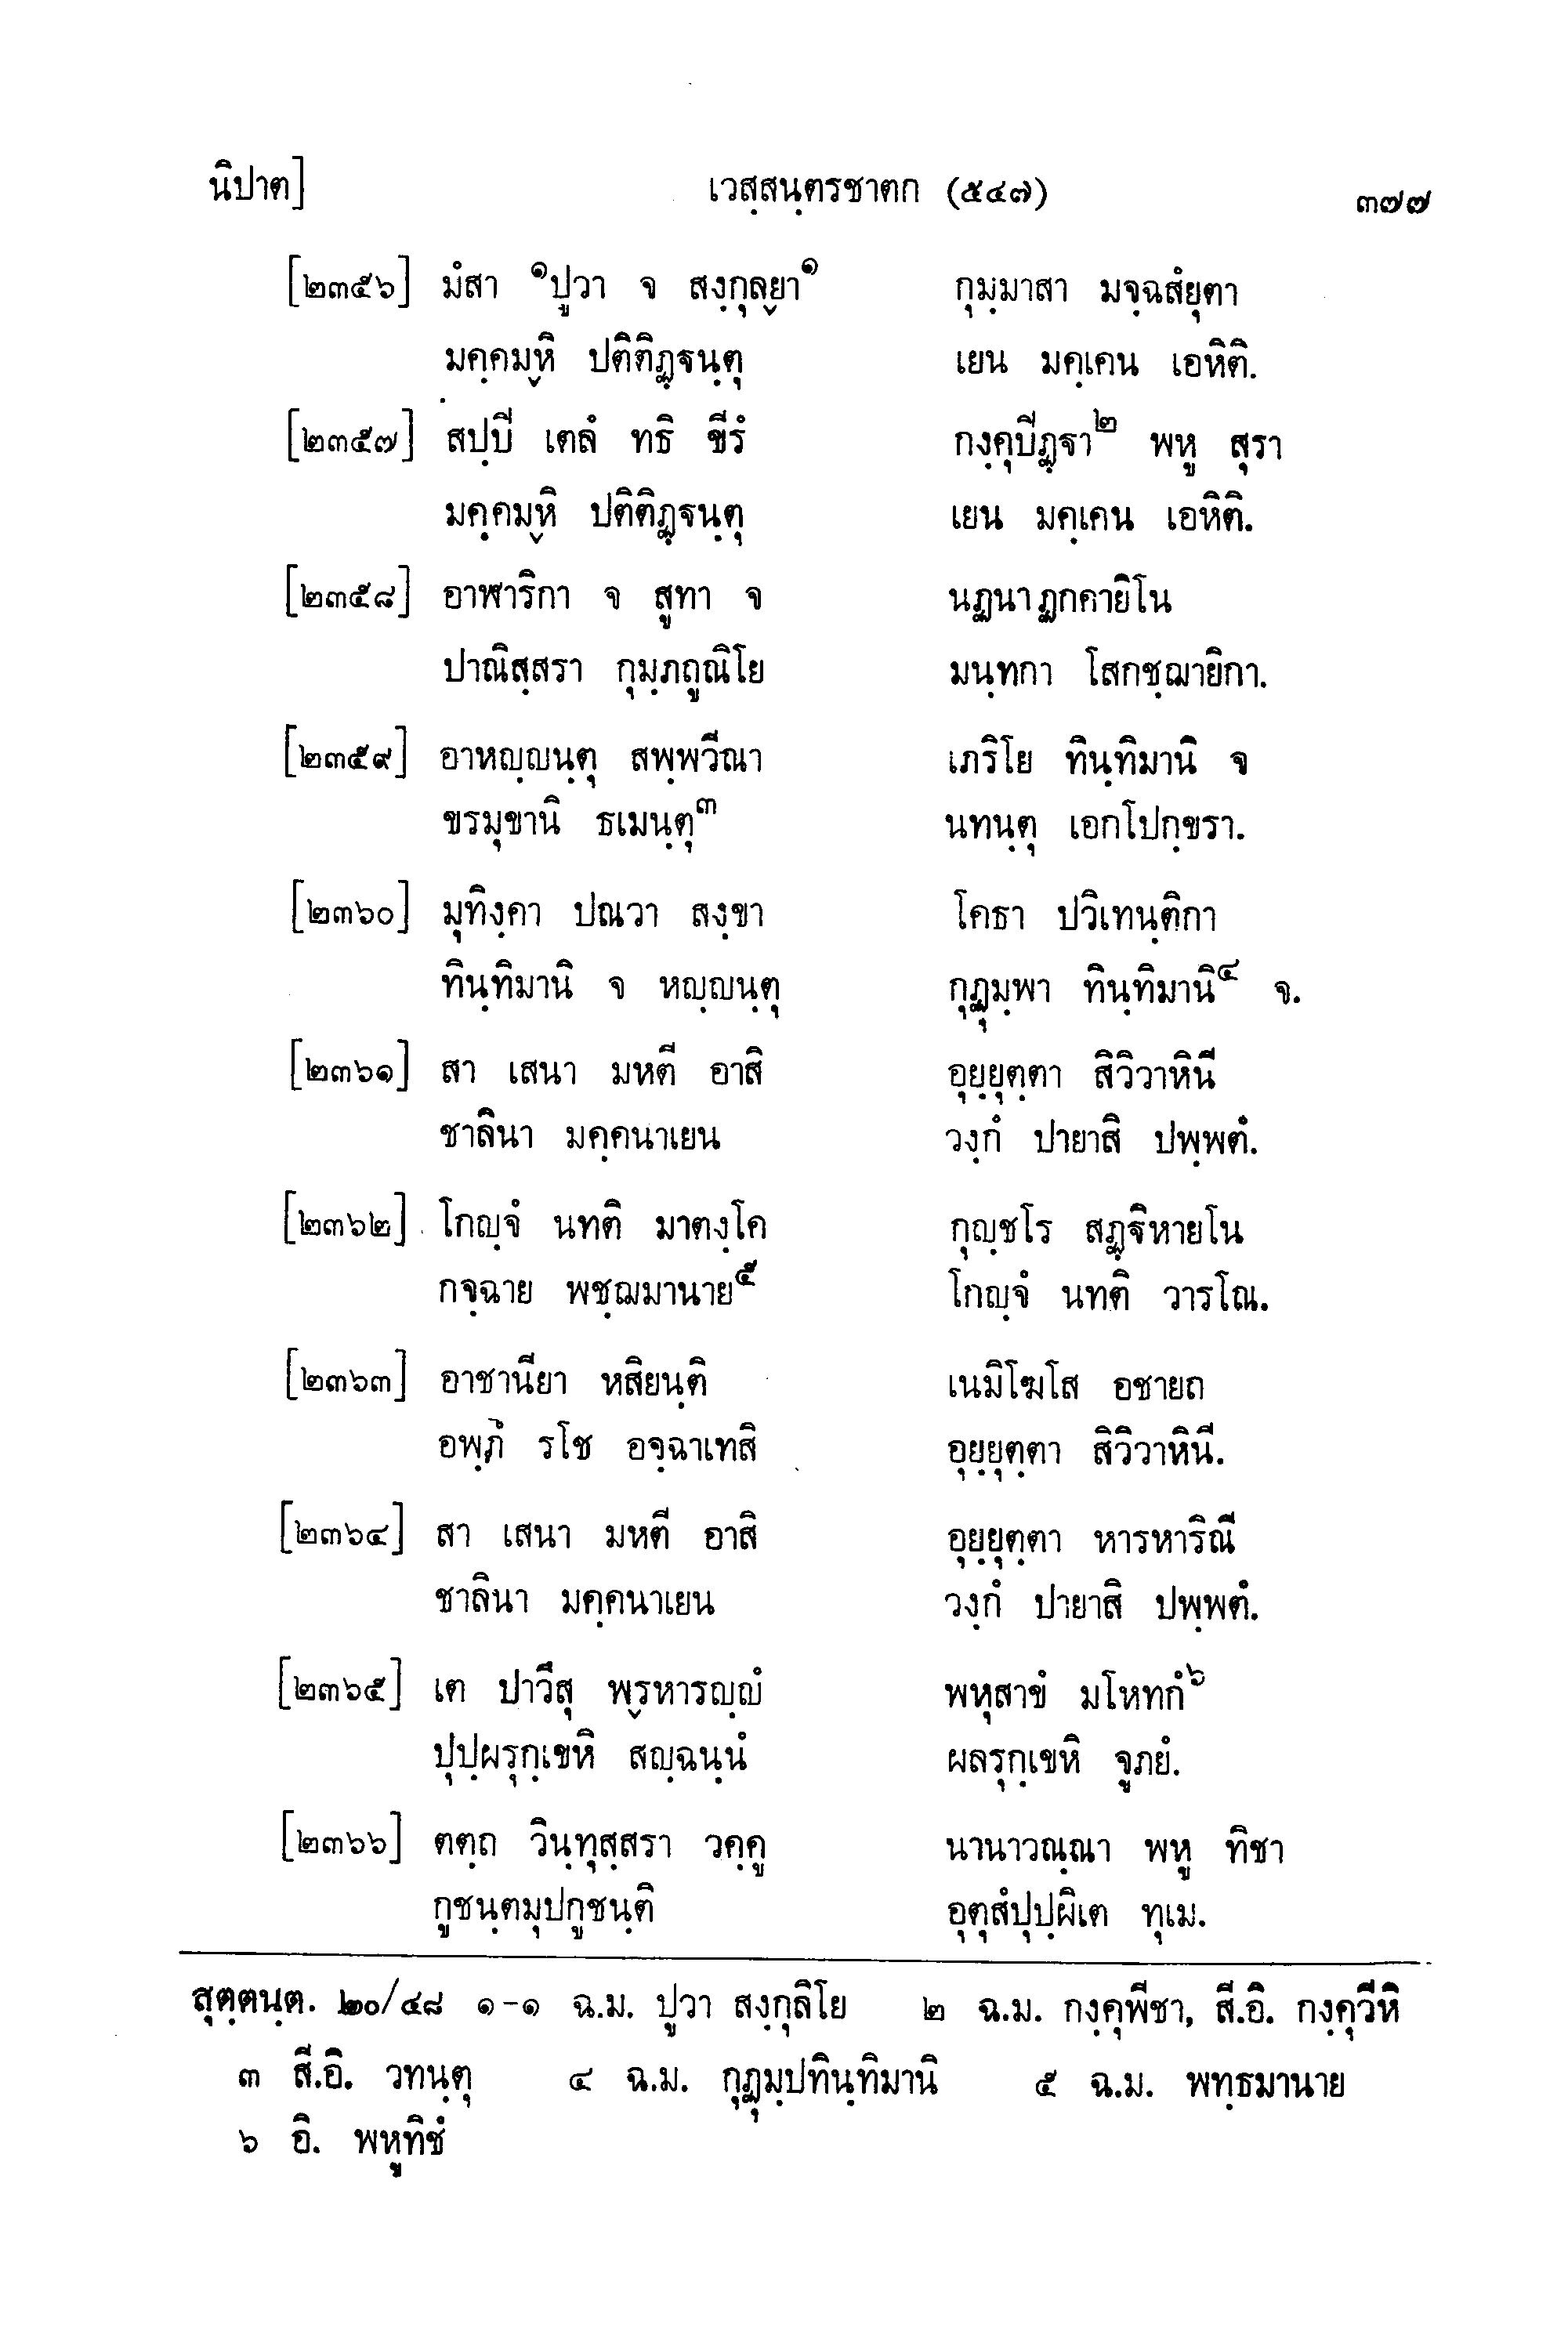 นิปาต] เวสฺสนฺตรชาตก (๕๔๗) ๓๗๗
[๒๓๕๖] มํสา ๑ปูวา จ สงฺกุลฺยา๑ กุมฺมาสา มจฺฉสํยุตา
มคฺคมฺหิ ปติติฏฺฐนฺตุ เยน มคฺเคน เอหิติ.
[๒๓๕๗] สปฺปิ เตลํ ทธิ ขีรํ กงฺคุปิฏฺฐา๒ พหู สุรา
มคฺคมฺหิ ปติติฏฺฐนฺตุ เยน มคฺเคน เอหิติ.
[๒๓๕๘] อาฬาริกา จ สูทา จ นฏนาฏกคายิโน
ปาณิสฺสรา กุมฺภถูณิโย มนฺทกา โสกชฺฌายิกา.
[๒๓๕๙] อาหญฺญนฺตุ สพฺพวีณา เภริโย ทินฺทิมานิ จ
ขรมุขานิ ธเมนฺตุ๓ นทนฺตุ เอกโปกฺขรา.
[๒๓๖๐] มุทิงฺคา ปณวา สงฺขา โคธา ปวิเทนฺติกา
ทินฺทิมานิ จ หญฺญนฺตุ กุฏุมฺพา ทินฺทิมานิ๔ จ.
[๒๓๖๑] สา เสนา มหตี อาสิ อุยฺยุตฺตา สิวิวาหินี
ชาลินา มคฺคนาเยน วงฺกํ ปายาสิ ปพฺพตํ.
[๒๓๖๒] โกญฺจํ นทติ มาตงฺโค กุญฺชโร สฏฺฐิหายโน
กจฺฉาย พชฺฌมานาย๕ โกญฺจํ นทติ วารโณ.
[๒๓๖๓] อาชานียา หสิยนฺติ เนมิโฆโส อชายถ
อพฺภํ รโช อจฺฉาเทสิ อุยฺยุตฺตา สิวิวาหินี.
[๒๓๖๔] สา เสนา มหตี อาสิ อุยฺยุตฺตา หารหาริณี
ชาลินา มคฺคนาเยน วงฺกํ ปายาสิ ปพฺพตํ.
[๒๓๖๕] เต ปาวึสุ พฺรหารญฺญํ พหุสาขํ มโหทกํ๖
ปุปฺผรุกฺเขหิ สญฺฉนฺนํ ผลรุกฺเขหิ จูภยํ.
[๒๓๖๖] ตตฺถ วินฺทุสฺสรา วคฺคู นานาวณฺณา พหู ทิชา
กูชนฺตมุปกูชนฺติ อุตุสํปุปฺผิเต ทุเม.
สุตฺตนฺต. ๒๐/๔๘ ๑-๑ ฉ.ม. ปูวา สงฺกุลิโย ๒ ฉ.ม. กงฺคุพีชา, สี.อิ. กงฺคุวีหิ
๓ สี.อิ. วทนฺตุ ๔ ฉ.ม. กุฏุมฺปทินฺทิมานิ ๕ ฉ.ม. พทฺธมานาย
๖ อิ. พหูทิชํ